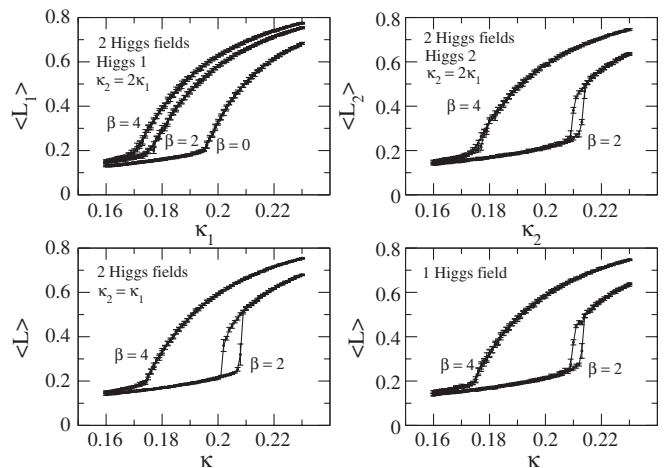 0.8
0.6
0.4
0.2
0
<L₁>
2 Higgs fields
Higgs 1
κ₂ = 2κ₁
β = 4
β = 2
β = 0
0.16 0.18 0.2 0.22
κ₁
0.8
0.6
0.4
0.2
0
<L₂>
2 Higgs fields
Higgs 2
κ₂ = 2κ₁
β = 4
β = 2
0.16 0.18 0.2 0.22
κ₂
0.8
0.6
0.4
0.2
0
<L>
2 Higgs fields
κ₂ = κ₁
β = 4
β = 2
0.16 0.18 0.2 0.22
κ
0.8
0.6
0.4
0.2
0
<L>
1 Higgs field
β = 4
β = 2
0.16 0.18 0.2 0.22
κ